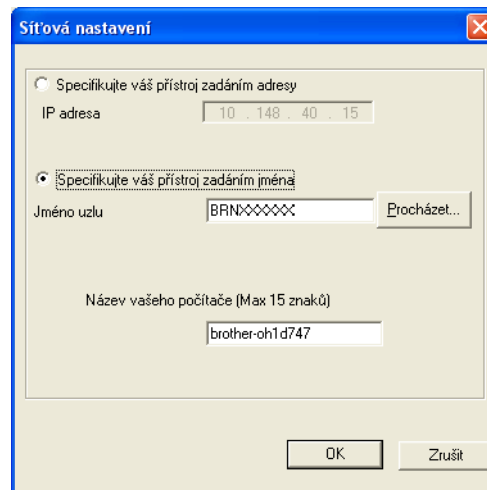 Síťová nastavení
Specifikujte váš přístroj zadáním adresy
IP adresa 10 . 148 . 40 . 15
Specifikujte váš přístroj zadáním jména
Jméno uzlu BRNXXXXXX Procházet...
Název vašeho počítače (Max 15 znaků)
brother-oh1d747
OK Zrušit